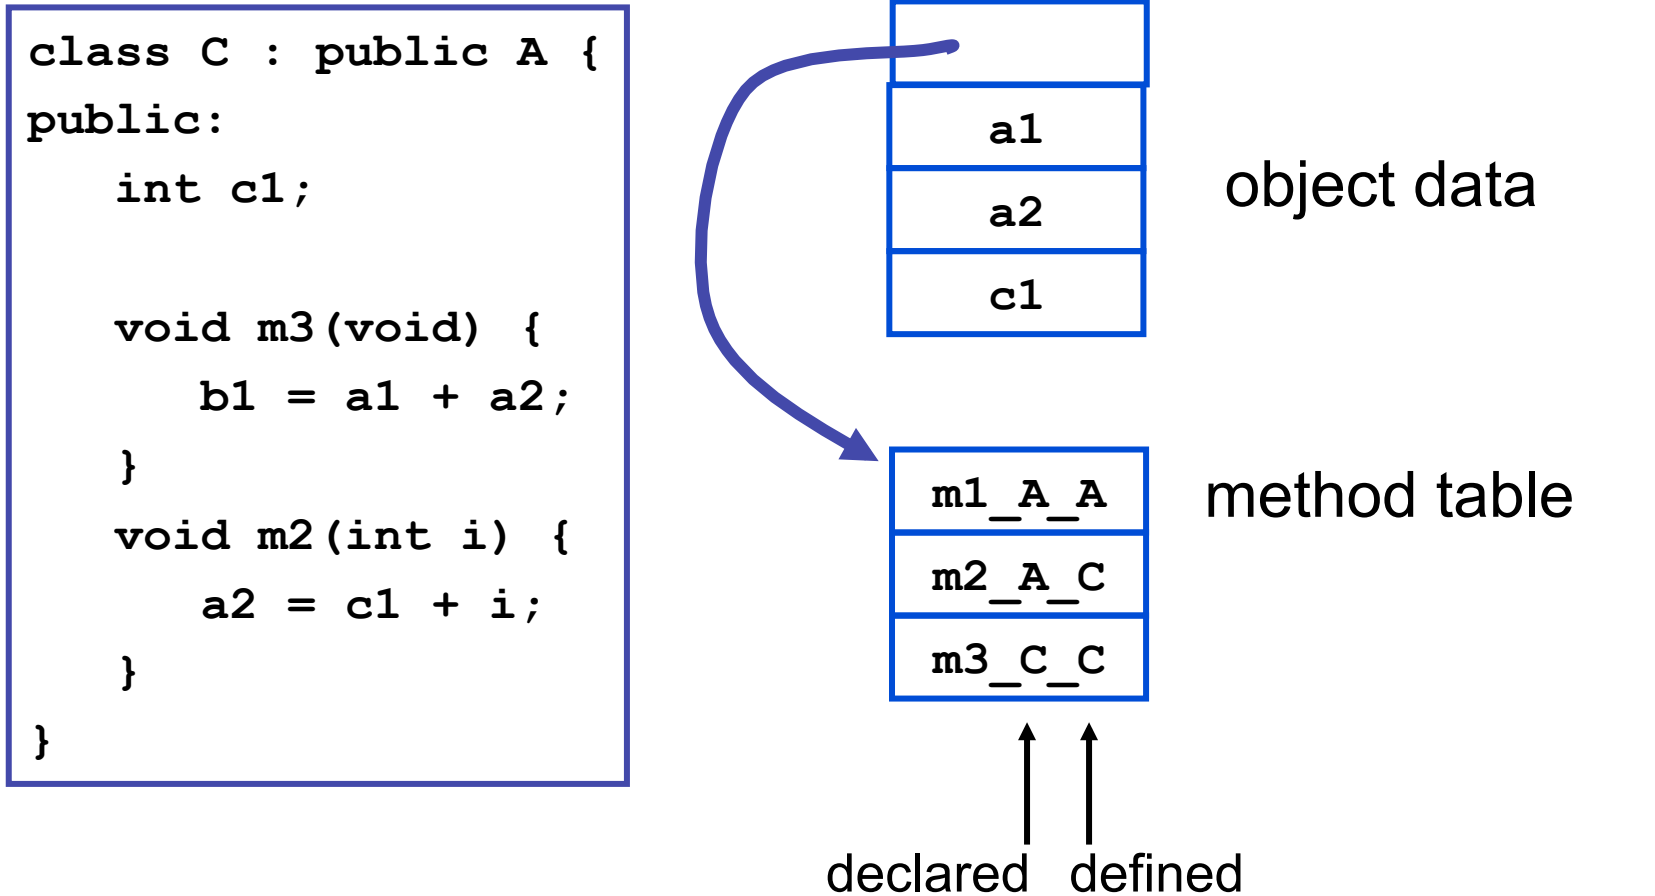 class C : public A {
public:
int c1;
void m3(void) {
b1 = a1 + a2;
}
void m2(int i) {
a2 = c1 + i;
}
}
a1
a2
c1
object data
m1_A_A
m2_A_C
m3_C_C
method table
declared defined